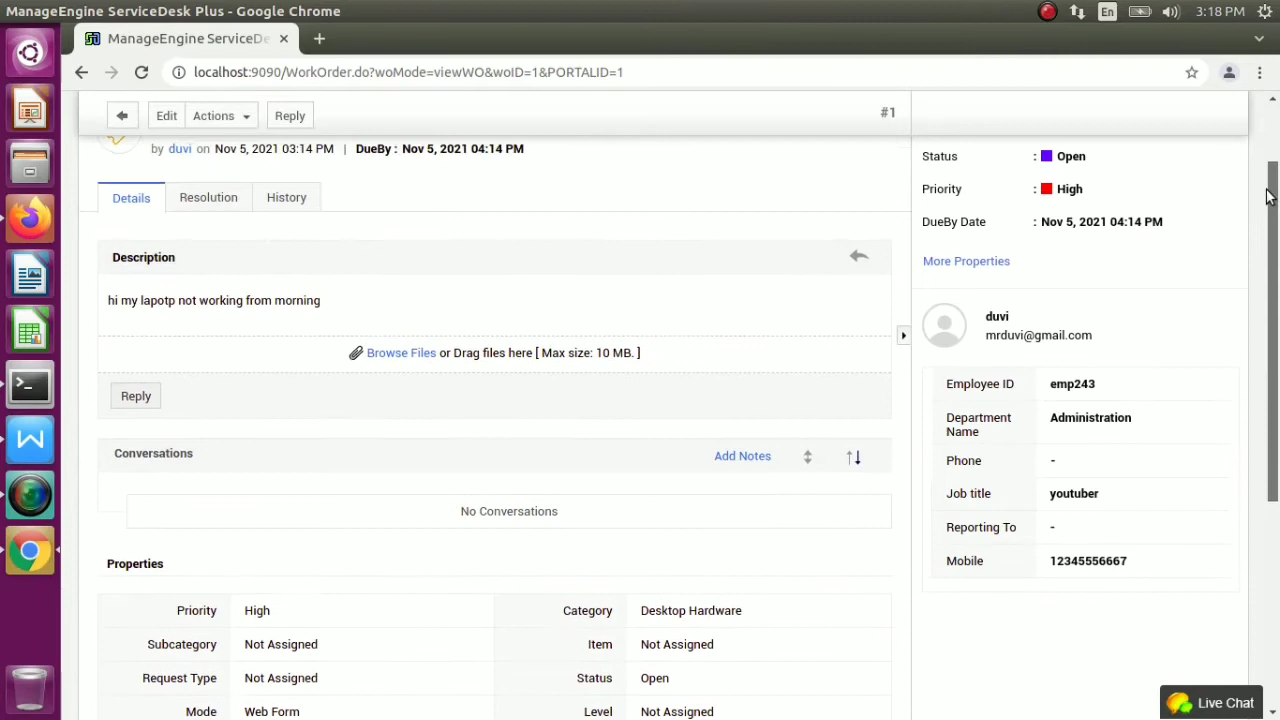 ManageEngine ServiceDesk Plus - Google Chrome
En
3:18 PM
ManageEngine ServiceDe
localhost:9090/WorkOrder.do?woMode=viewWO&woID=1&PORTALID=1
Edit
Actions
Reply
#1
by duvi on Nov 5, 2021 03:14 PM | DueBy : Nov 5, 2021 04:14 PM
Details
Resolution
History
Description
hi my lapotp not working from morning
Browse Files or Drag files here [ Max size: 10 MB. ]
Reply
Conversations
Add Notes
No Conversations
Properties
Priority High Category Desktop Hardware
Subcategory Not Assigned Item Not Assigned
Request Type Not Assigned Status Open
Mode Web Form Level Not Assigned
Status : Open
Priority : High
DueBy Date : Nov 5, 2021 04:14 PM
More Properties
duvi
mrduvi@gmail.com
Employee ID emp243
Department Name Administration
Phone -
Job title youtuber
Reporting To -
Mobile 12345556667
Live Chat